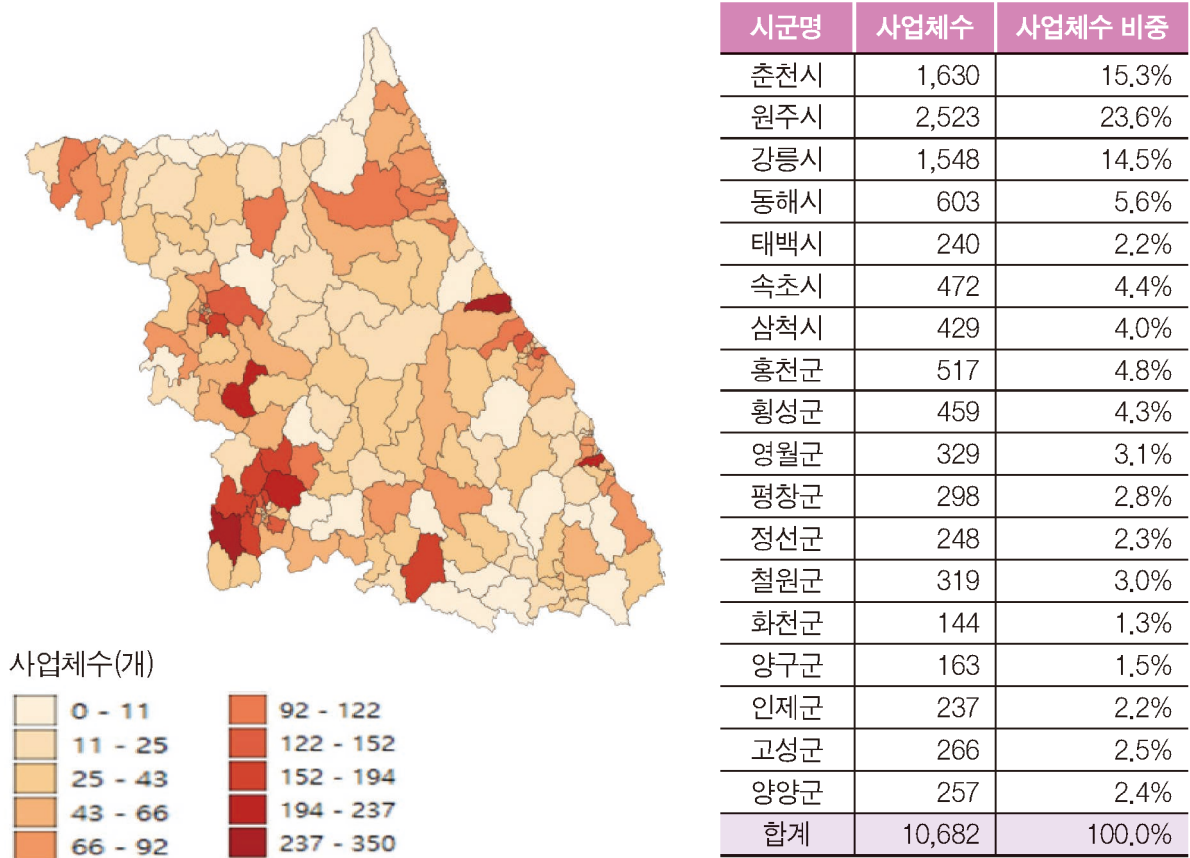 사업체수(개)
0 - 11
11 - 25
25 - 43
43 - 66
66 - 92
92 - 122
122 - 152
152 - 194
194 - 237
237 - 350
시군명 사업체수 사업체수 비중
춘천시 1,630 15.3%
원주시 2,523 23.6%
강릉시 1,548 14.5%
동해시 603 5.6%
태백시 240 2.2%
속초시 472 4.4%
삼척시 429 4.0%
홍천군 517 4.8%
횡성군 459 4.3%
영월군 329 3.1%
평창군 298 2.8%
정선군 248 2.3%
철원군 319 3.0%
화천군 144 1.3%
양구군 163 1.5%
인제군 237 2.2%
고성군 266 2.5%
양양군 257 2.4%
합계 10,682 100.0%